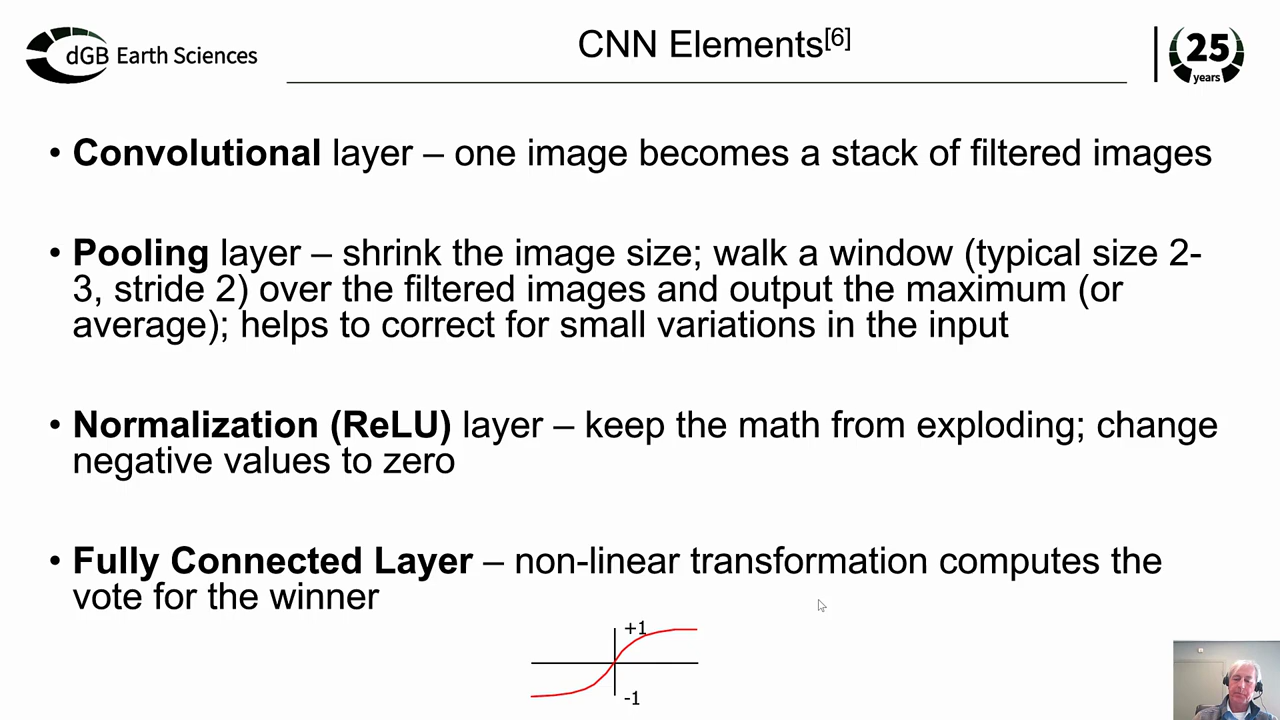 dGB Earth Sciences
CNN Elements[6]
25
years
• Convolutional layer – one image becomes a stack of filtered images
• Pooling layer – shrink the image size; walk a window (typical size 2-
3, stride 2) over the filtered images and output the maximum (or
average); helps to correct for small variations in the input
• Normalization (ReLU) layer – keep the math from exploding; change
negative values to zero
• Fully Connected Layer – non-linear transformation computes the
vote for the winner
+1
-1